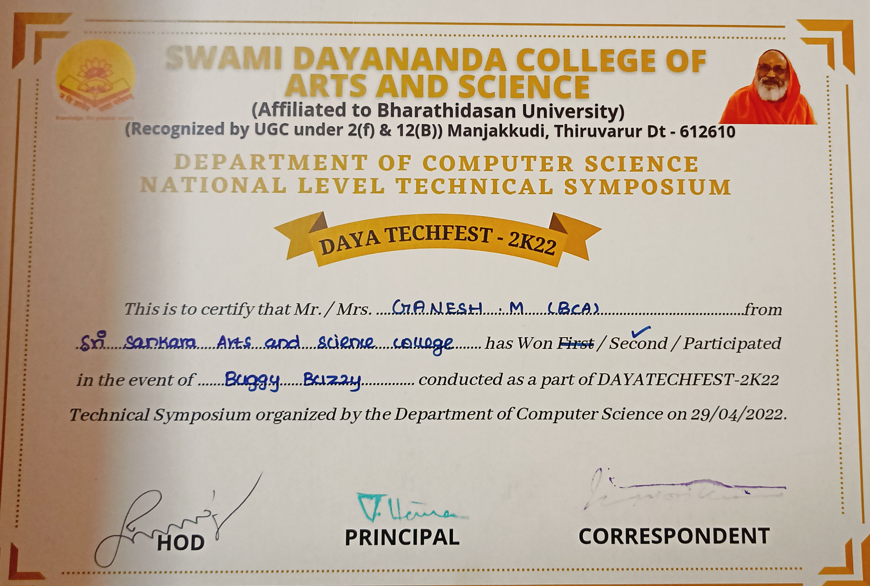 SWAMI DAYANANDA COLLEGE OF
ARTS AND SCIENCE
(Affiliated to Bharathidasan University)
(Recognized by UGC under 2(f) & 12(B)) Manjakkudi, Thiruvarur Dt - 612610
DEPARTMENT OF COMPUTER SCIENCE
NATIONAL LEVEL TECHNICAL SYMPOSIUM
DAYA TECHFEST - 2K22
This is to certify that Mr. / Mrs. GANESH . M (BCA) from
Sri Sankara Arts and science college has Won First / Second / Participated
in the event of Buggy Buzzy conducted as a part of DAYATECHFEST-2K22
Technical Symposium organized by the Department of Computer Science on 29/04/2022.
HOD PRINCIPAL CORRESPONDENT